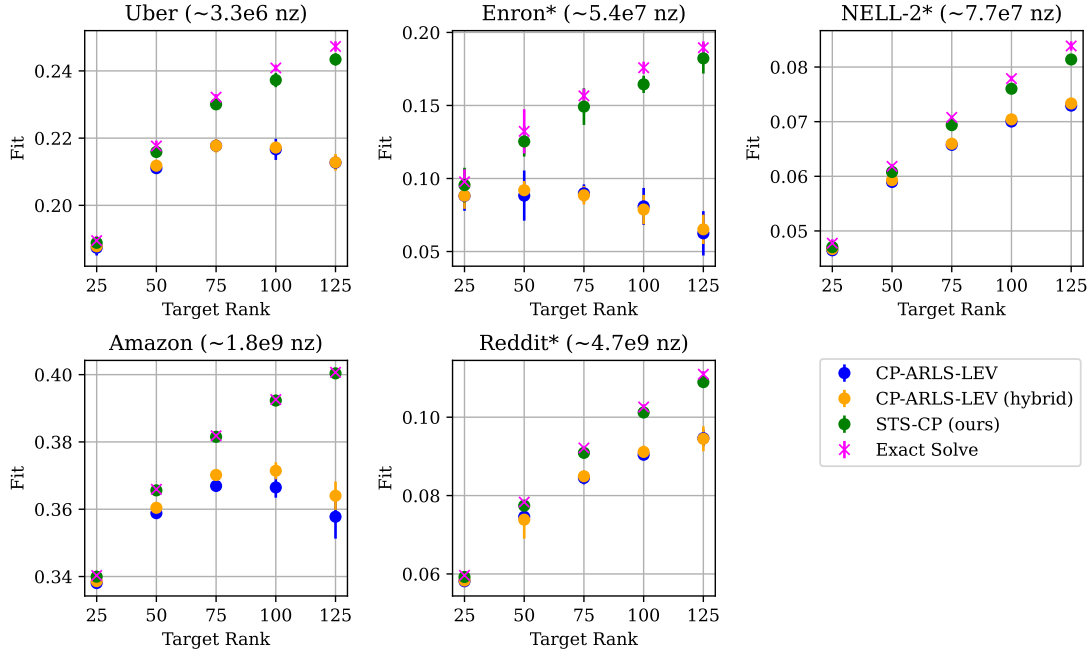 Uber (~3.3e6 nz)
Fit
0.24
0.22
0.20
25 50 75 100 125
Target Rank
Enron* (~5.4e7 nz)
Fit
0.20
0.15
0.10
0.05
25 50 75 100 125
Target Rank
NELL-2* (~7.7e7 nz)
Fit
0.08
0.07
0.06
0.05
25 50 75 100 125
Target Rank
Amazon (~1.8e9 nz)
Fit
0.40
0.38
0.36
0.34
25 50 75 100 125
Target Rank
Reddit* (~4.7e9 nz)
Fit
0.10
0.08
0.06
25 50 75 100 125
Target Rank
CP-ARLS-LEV
CP-ARLS-LEV (hybrid)
STS-CP (ours)
Exact Solve